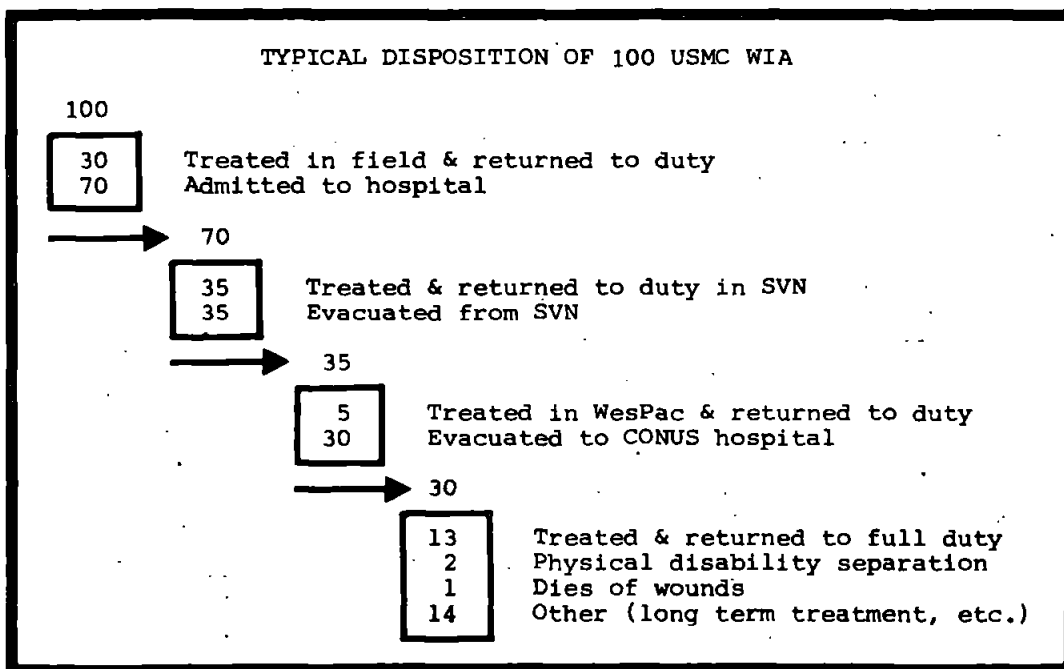 TYPICAL DISPOSITION OF 100 USMC WIA
100
30 Treated in field & returned to duty
70 Admitted to hospital
70
35 Treated & returned to duty in SVN
35 Evacuated from SVN
35
5 Treated in WesPac & returned to duty
30 Evacuated to CONUS hospital
30
13 Treated & returned to full duty
2 Physical disability separation
1 Dies of wounds
14 Other (long term treatment, etc.)